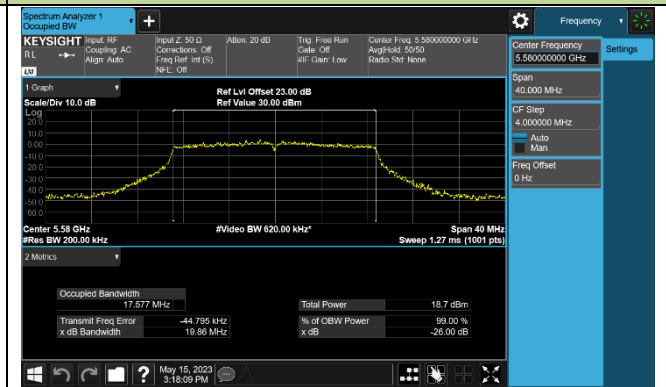 Spectrum Analyzer 1
Occupied BW
+
Frequency
KEYSIGHT
RL
LXI
Input: RF
Coupling: AC
Align: Auto
Input Z: 50 Ω
Corrections: Off
Freq Ref: Int (S)
NFE: Off
Atten: 20 dB
Trig: Free Run
Gate: Off
#IF Gain: Low
Center Freq: 5.580000000 GHz
Avg|Hold: 50/50
Radio Std: None
Center Frequency
5.580000000 GHz
Settings
Span
40.000 MHz
CF Step
4.000000 MHz
Auto
Man
Freq Offset
0 Hz
1 Graph
Scale/Div 10.0 dB
Ref Lvl Offset 23.00 dB
Ref Value 30.00 dBm
Log
20.0
10.0
0.00
-10.0
-20.0
-30.0
-40.0
-50.0
-60.0
Center 5.58 GHz
#Res BW 200.00 kHz
#Video BW 620.00 kHz*
Span 40 MHz
Sweep 1.27 ms (1001 pts)
2 Metrics
Occupied Bandwidth
17.577 MHz
Total Power 18.7 dBm
Transmit Freq Error -44.795 kHz
% of OBW Power 99.00 %
x dB Bandwidth 19.86 MHz
x dB -26.00 dB
?
May 15, 2023
3:18:09 PM